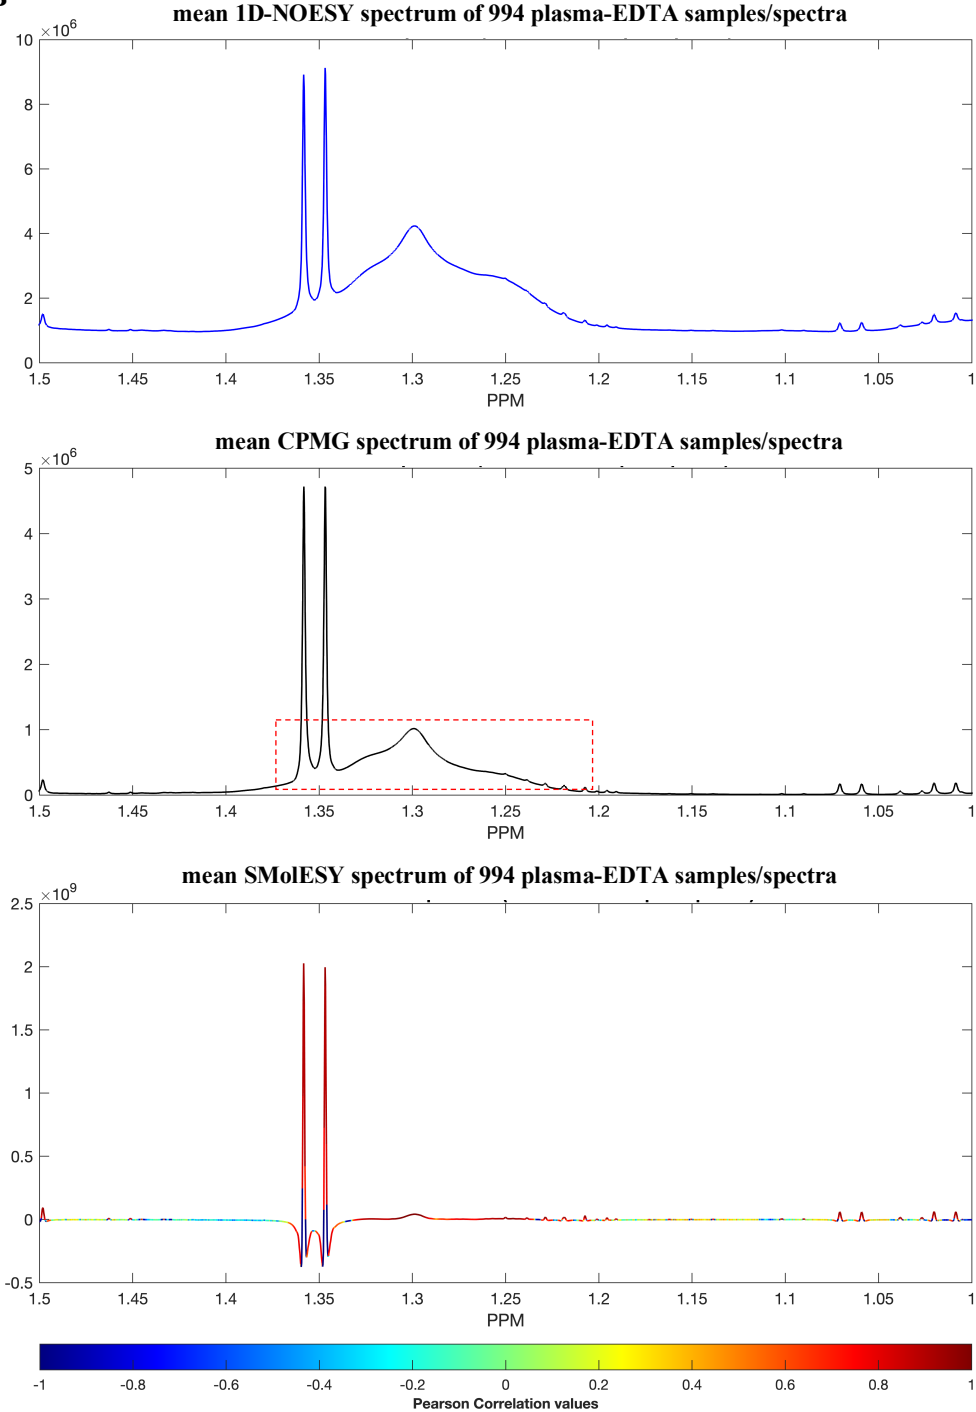 mean 1D-NOESY spectrum of 994 plasma-EDTA samples/spectra
×10⁶
10
8
6
4
2
0
1.5 1.45 1.4 1.35 1.3 1.25 1.2 1.15 1.1 1.05 1
PPM
mean CPMG spectrum of 994 plasma-EDTA samples/spectra
×10⁶
5
4
3
2
1
0
1.5 1.45 1.4 1.35 1.3 1.25 1.2 1.15 1.1 1.05 1
PPM
mean SMolESY spectrum of 994 plasma-EDTA samples/spectra
×10⁹
2.5
2
1.5
1
0.5
0
-0.5
1.5 1.45 1.4 1.35 1.3 1.25 1.2 1.15 1.1 1.05 1
PPM
-1 -0.8 -0.6 -0.4 -0.2 0 0.2 0.4 0.6 0.8 1
Pearson Correlation values